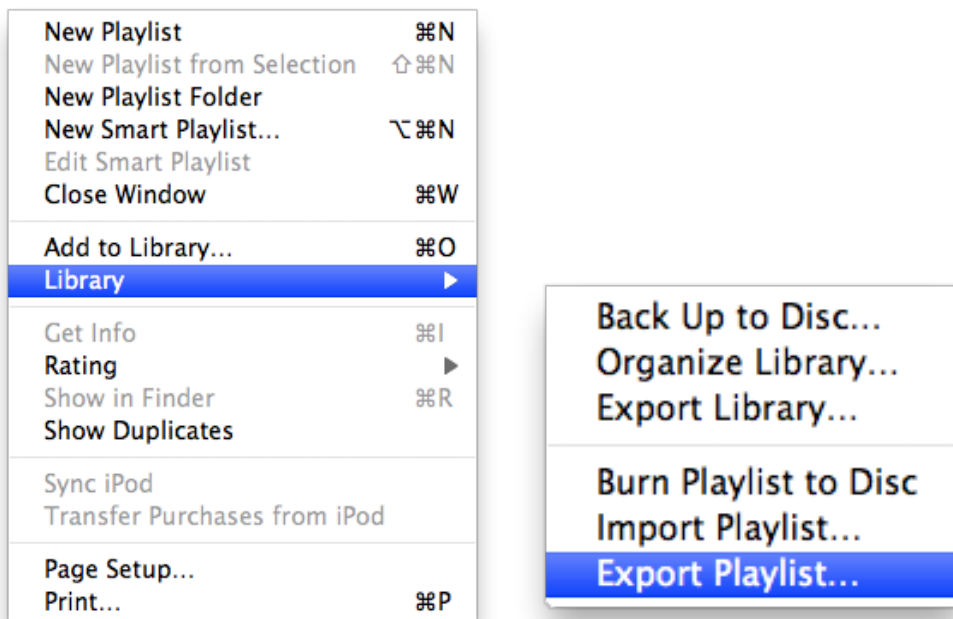 New Playlist ⌘N
New Playlist from Selection ⇧⌘N
New Playlist Folder
New Smart Playlist... ⌥⌘N
Edit Smart Playlist
Close Window ⌘W
Add to Library... ⌘O
Library ▶
Get Info ⌘I
Rating ▶
Show in Finder ⌘R
Show Duplicates
Sync iPod
Transfer Purchases from iPod
Page Setup...
Print... ⌘P
Back Up to Disc...
Organize Library...
Export Library...
Burn Playlist to Disc
Import Playlist...
Export Playlist...